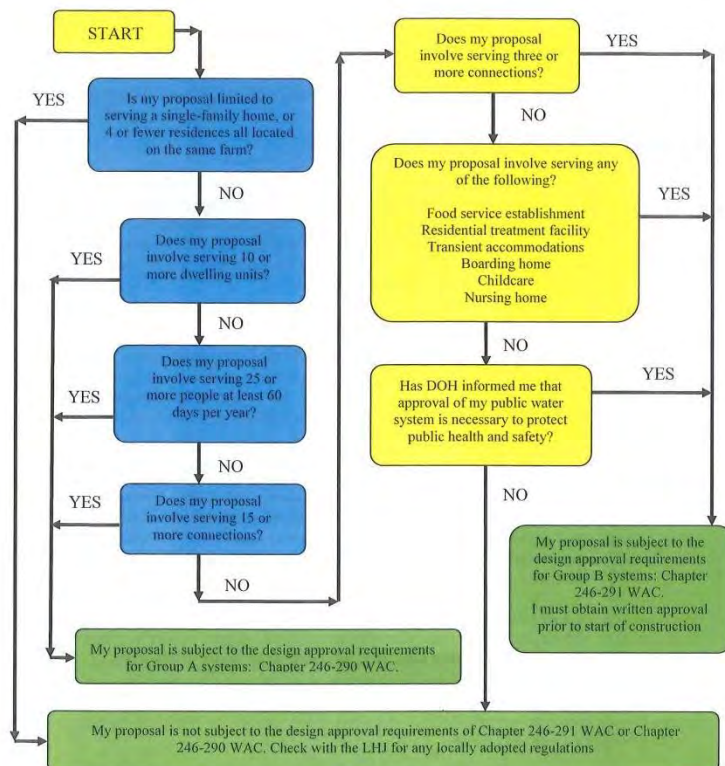 START
YES
Is my proposal limited to
serving a single-family home, or
4 or fewer residences all located
on the same farm?
NO
YES
Does my proposal
involve serving 10 or
more dwelling units?
NO
Does my proposal
involve serving 25 or
more people at least 60
days per year?
YES
NO
YES
Does my proposal
involve serving 15 or
more connections?
NO
My proposal is subject to the design approval requirements
for Group A systems: Chapter 246-290 WAC.
Does my proposal
involve serving three or
more connections?
YES
NO
Does my proposal involve serving any
of the following?
Food service establishment
Residential treatment facility
Transient accommodations
Boarding home
Childcare
Nursing home
YES
NO
Has DOH informed me that
approval of my public water
system is necessary to protect
public health and safety?
YES
NO
My proposal is subject to the
design approval requirements
for Group B systems: Chapter
246-291 WAC.
I must obtain written approval
prior to start of construction
My proposal is not subject to the design approval requirements of Chapter 246-291 WAC or Chapter
246-290 WAC. Check with the LHJ for any locally adopted regulations